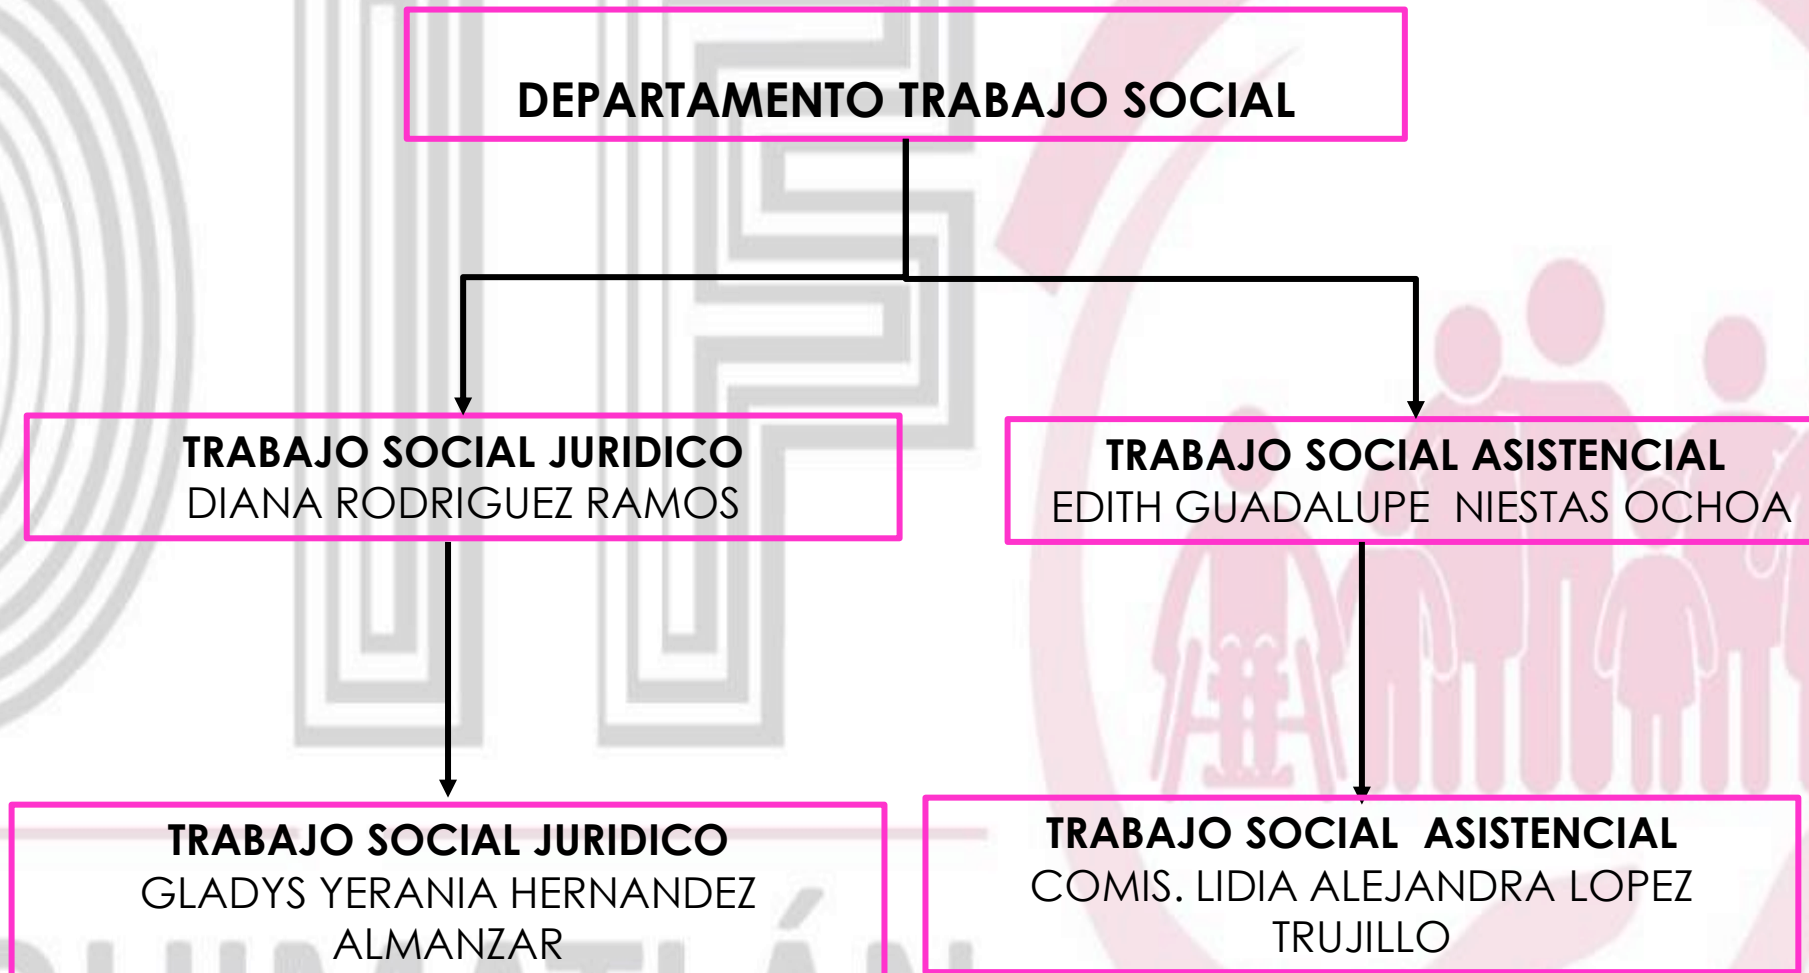 DEPARTAMENTO TRABAJO SOCIAL
TRABAJO SOCIAL JURIDICO
DIANA RODRIGUEZ RAMOS
TRABAJO SOCIAL ASISTENCIAL
EDITH GUADALUPE NIESTAS OCHOA
TRABAJO SOCIAL JURIDICO
GLADYS YERANIA HERNANDEZ
ALMANZAR
TRABAJO SOCIAL ASISTENCIAL
COMIS. LIDIA ALEJANDRA LOPEZ
TRUJILLO
DIF